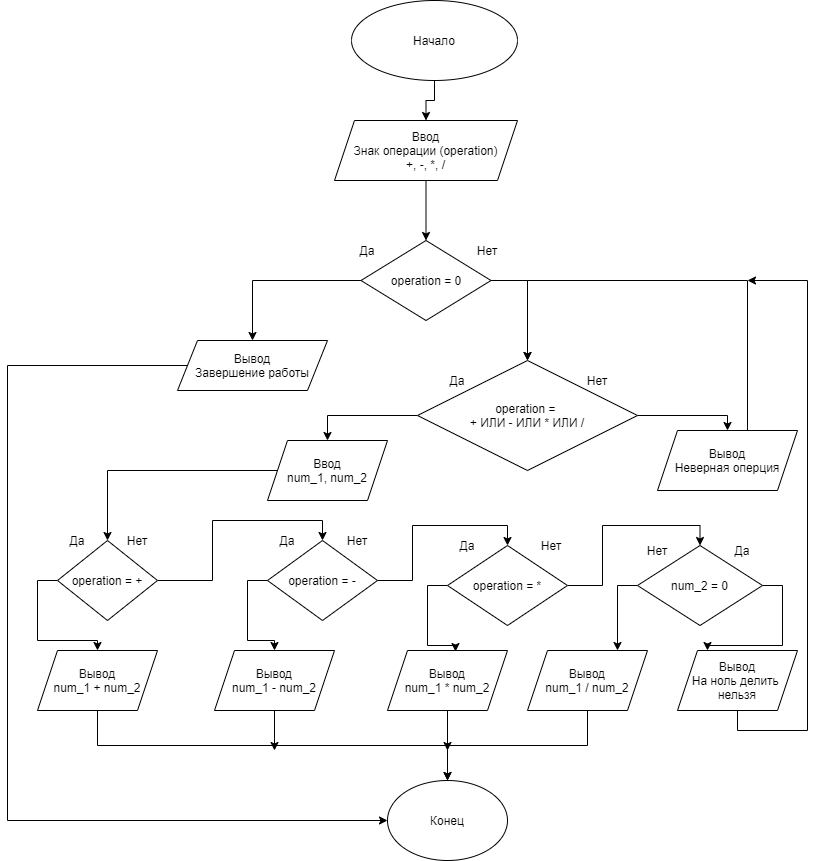 Начало
Ввод
Знак операции (operation)
+, -, *, /
Да
Нет
operation = 0
Вывод
Завершение работы
Да
Нет
operation =
+ ИЛИ - ИЛИ * ИЛИ /
Ввод
num_1, num_2
Вывод
Неверная оперция
Да
Нет
operation = +
Да
Нет
operation = -
Да
Нет
operation = *
Нет
Да
num_2 = 0
Вывод
num_1 + num_2
Вывод
num_1 - num_2
Вывод
num_1 * num_2
Вывод
num_1 / num_2
Вывод
На ноль делить
нельзя
Конец